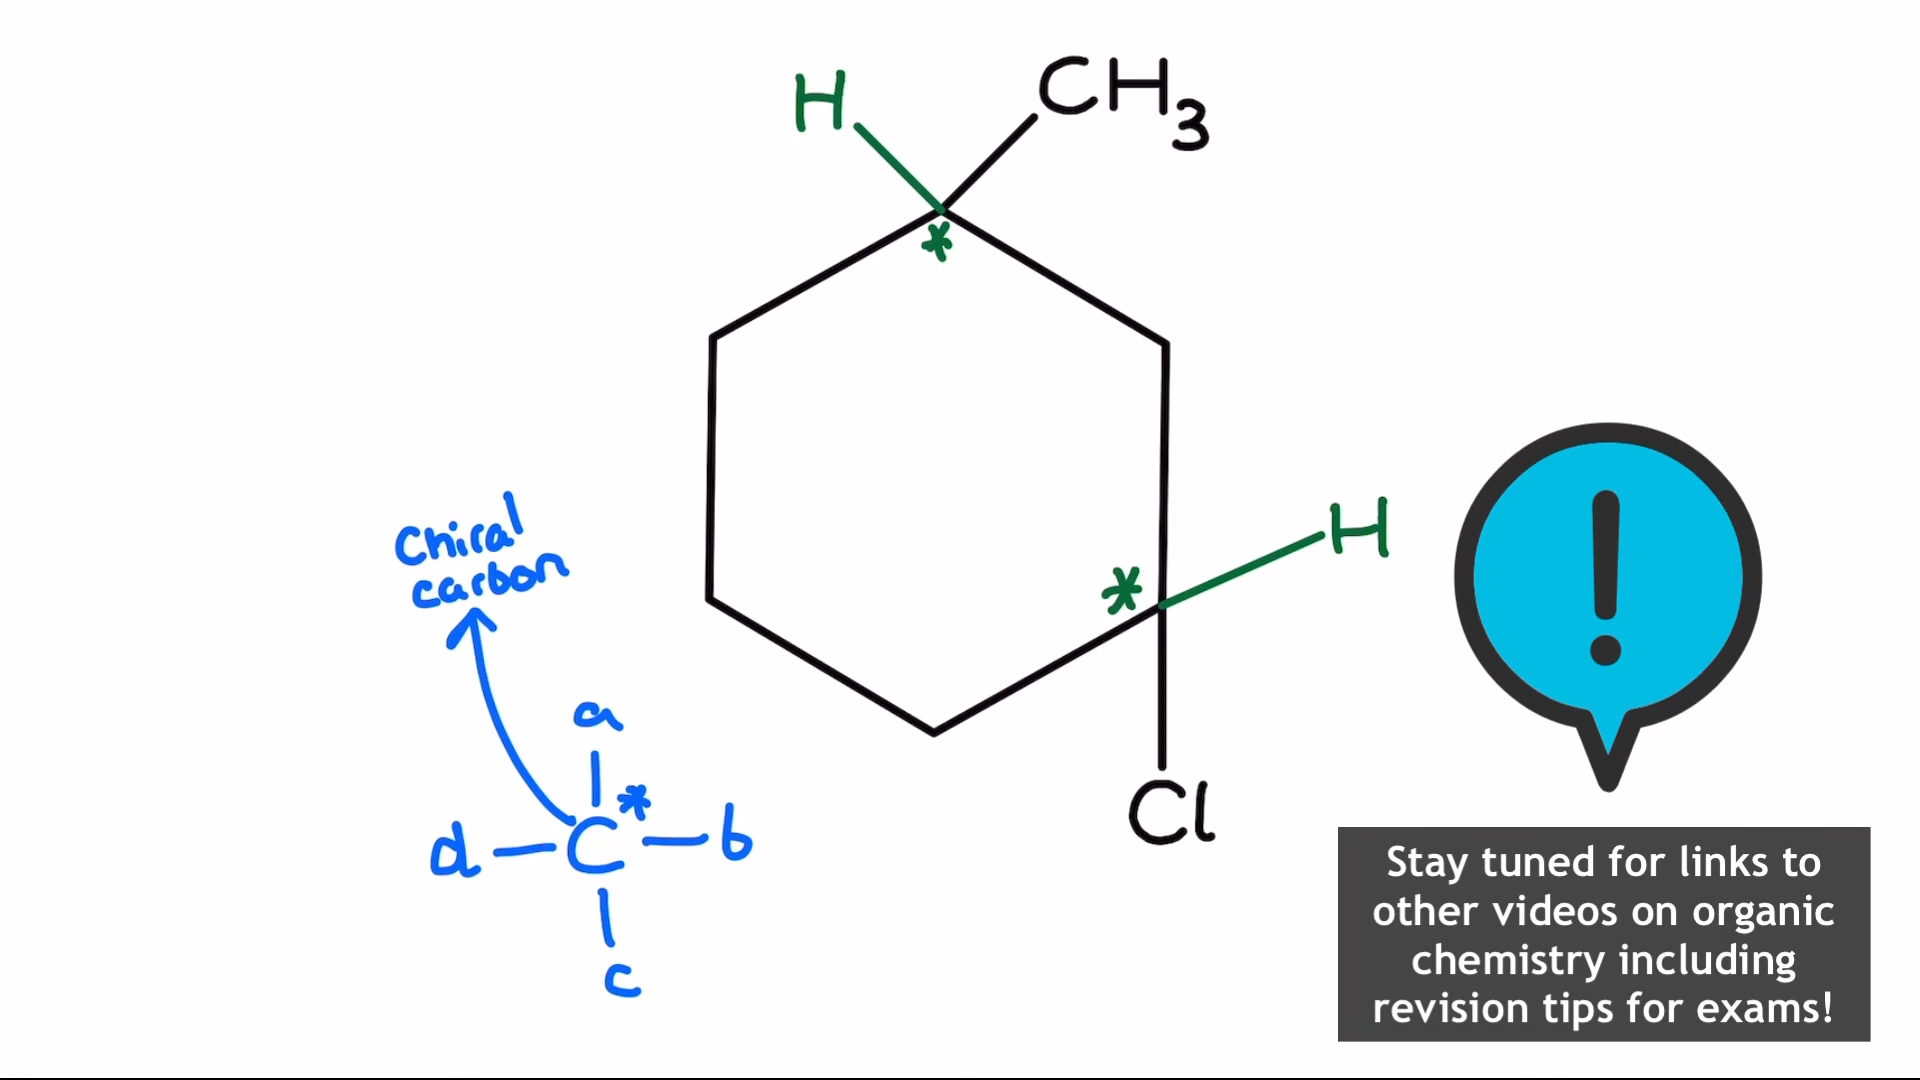 H
CH3
*
Chiral
carbon
H
*
a
d-C*-b
c
Cl
!
Stay tuned for links to
other videos on organic
chemistry including
revision tips for exams!